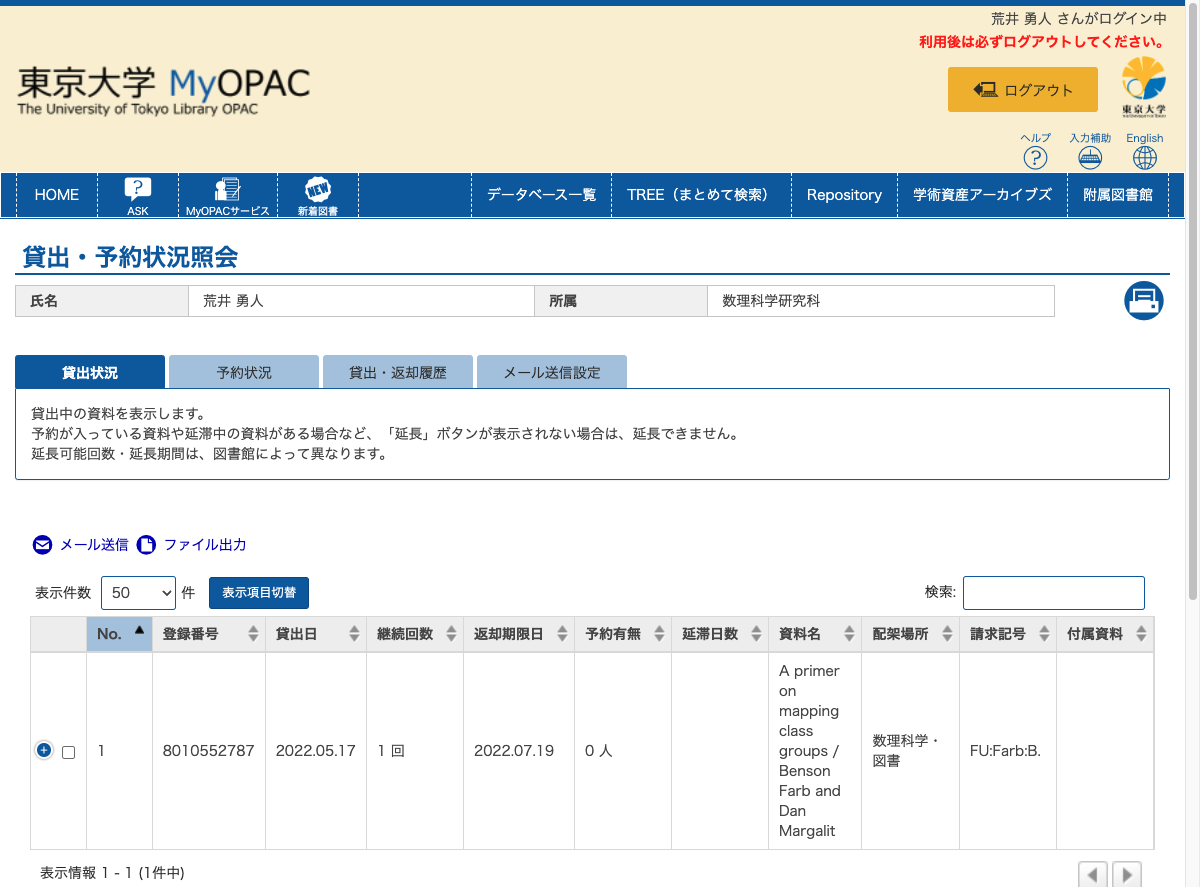 荒井 勇人 さんがログイン中
利用後は必ずログアウトしてください。
東京大学 MyOPAC
The University of Tokyo Library OPAC
ログアウト
東京大学
ヘルプ 入力補助 English
HOME ASK MyOPACサービス NEW 新着図書 データベース一覧 TREE（まとめて検索） Repository 学術資産アーカイブズ 附属図書館
貸出・予約状況照会
氏名 荒井 勇人 所属 数理科学研究科
貸出状況 予約状況 貸出・返却履歴 メール送信設定
貸出中の資料を表示します。
予約が入っている資料や延滞中の資料がある場合など、「延長」ボタンが表示されない場合は、延長できません。
延長可能回数・延長期間は、図書館によって異なります。
メール送信 ファイル出力
表示件数 50 件 表示項目切替 検索:
No. 登録番号 貸出日 継続回数 返却期限日 予約有無 延滞日数 資料名 配架場所 請求記号 付属資料
1 8010552787 2022.05.17 1 回 2022.07.19 0 人
A primer
on
mapping
class
groups /
Benson
Farb and
Dan
Margalit
数理科学・
図書
FU:Farb:B.
表示情報 1 - 1 (1件中)